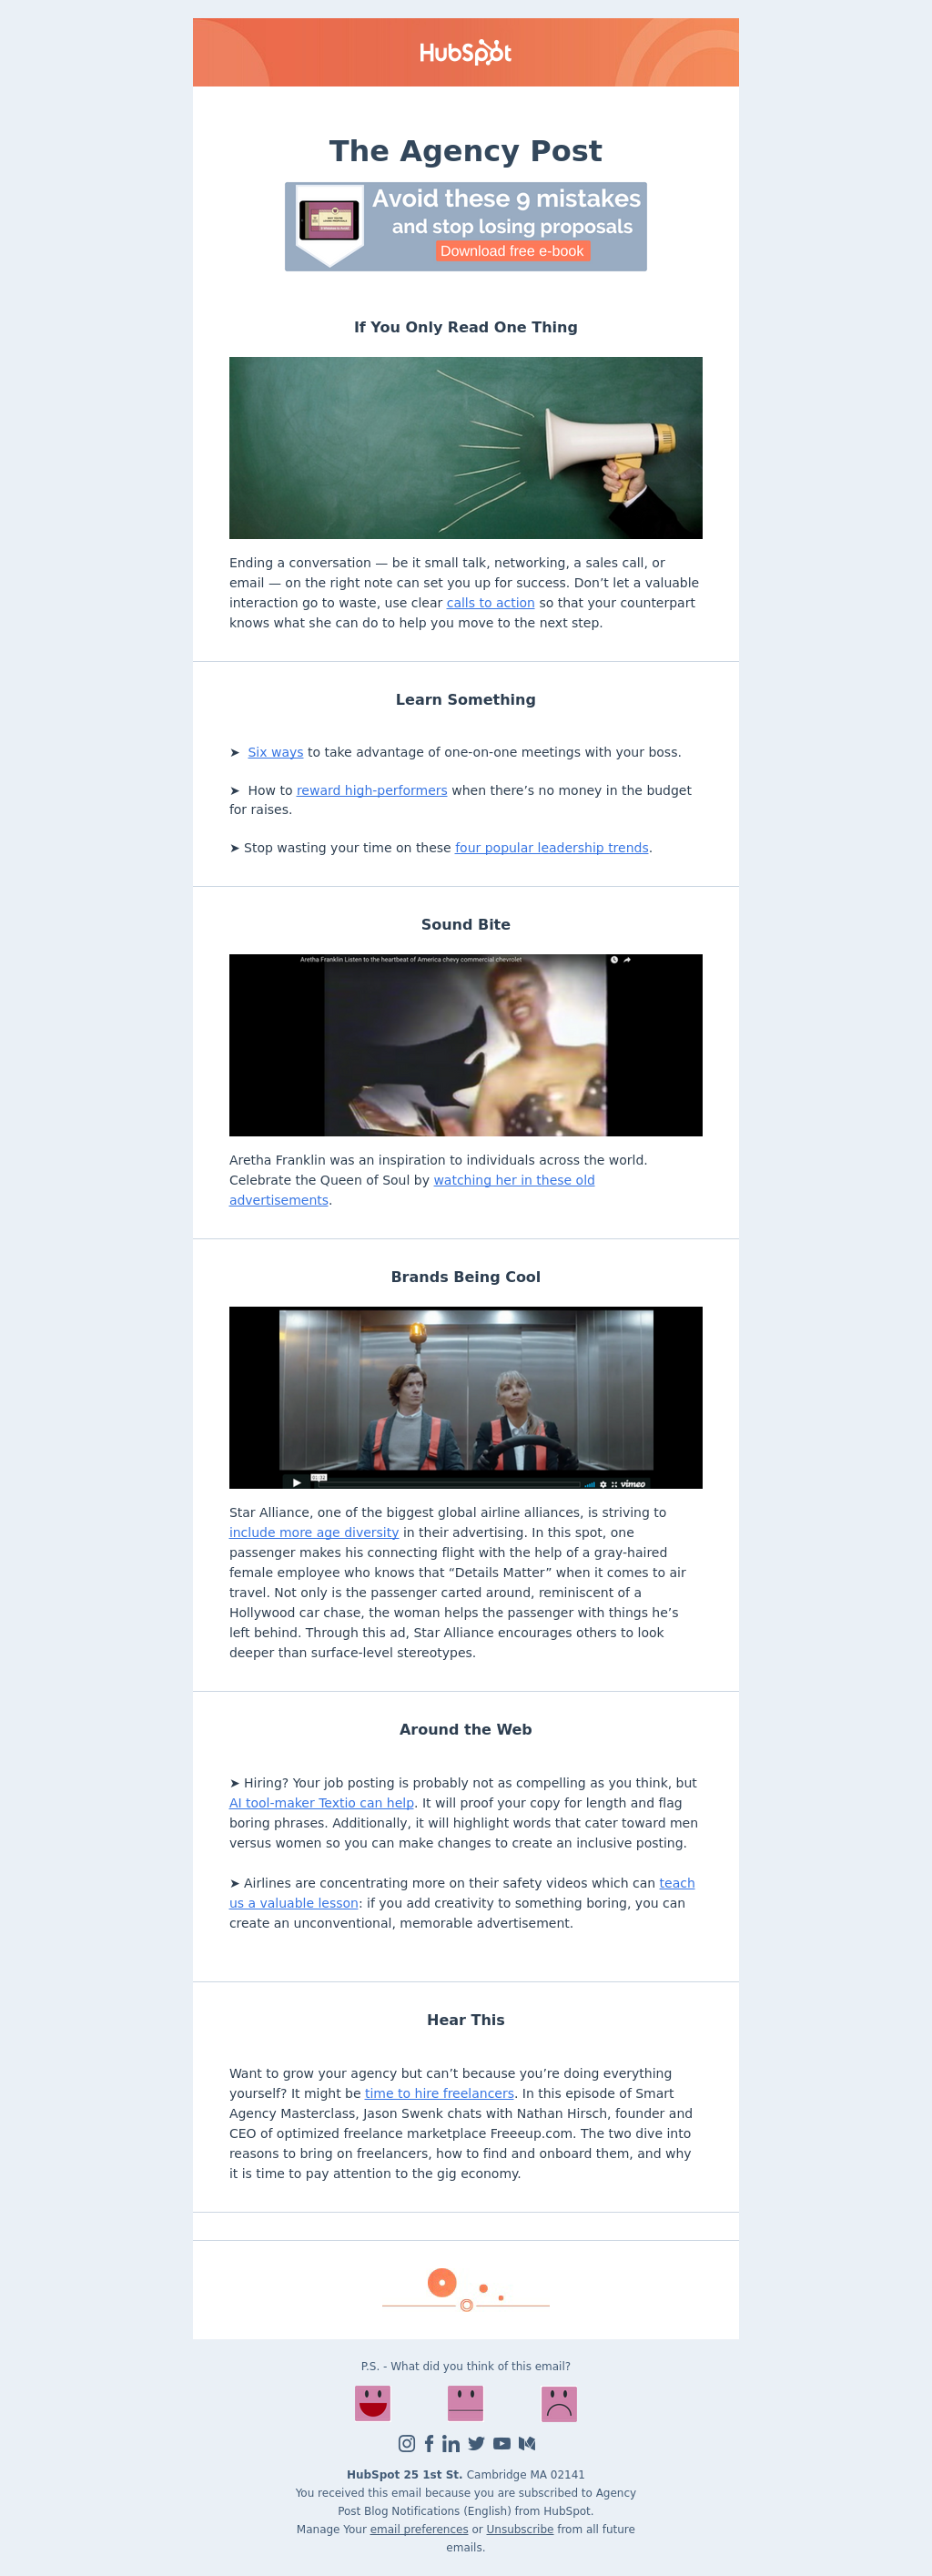 HubSpot
The Agency Post
Avoid these 9 mistakes
and stop losing proposals
Download free e-book
If You Only Read One Thing
Ending a conversation — be it small talk, networking, a sales call, or
email — on the right note can set you up for success. Don’t let a valuable
interaction go to waste, use clear calls to action so that your counterpart
knows what she can do to help you move to the next step.
Learn Something
➤ Six ways to take advantage of one-on-one meetings with your boss.
➤ How to reward high-performers when there’s no money in the budget
for raises.
➤ Stop wasting your time on these four popular leadership trends.
Sound Bite
Aretha Franklin Listen to the heartbeat of America chevy commercial chevrolet
Aretha Franklin was an inspiration to individuals across the world.
Celebrate the Queen of Soul by watching her in these old
advertisements.
Brands Being Cool
vimeo
Star Alliance, one of the biggest global airline alliances, is striving to
include more age diversity in their advertising. In this spot, one
passenger makes his connecting flight with the help of a gray-haired
female employee who knows that “Details Matter” when it comes to air
travel. Not only is the passenger carted around, reminiscent of a
Hollywood car chase, the woman helps the passenger with things he’s
left behind. Through this ad, Star Alliance encourages others to look
deeper than surface-level stereotypes.
Around the Web
➤ Hiring? Your job posting is probably not as compelling as you think, but
AI tool-maker Textio can help. It will proof your copy for length and flag
boring phrases. Additionally, it will highlight words that cater toward men
versus women so you can make changes to create an inclusive posting.
➤ Airlines are concentrating more on their safety videos which can teach
us a valuable lesson: if you add creativity to something boring, you can
create an unconventional, memorable advertisement.
Hear This
Want to grow your agency but can’t because you’re doing everything
yourself? It might be time to hire freelancers. In this episode of Smart
Agency Masterclass, Jason Swenk chats with Nathan Hirsch, founder and
CEO of optimized freelance marketplace Freeeup.com. The two dive into
reasons to bring on freelancers, how to find and onboard them, and why
it is time to pay attention to the gig economy.
P.S. - What did you think of this email?
HubSpot 25 1st St. Cambridge MA 02141
You received this email because you are subscribed to Agency
Post Blog Notifications (English) from HubSpot.
Manage Your email preferences or Unsubscribe from all future
emails.